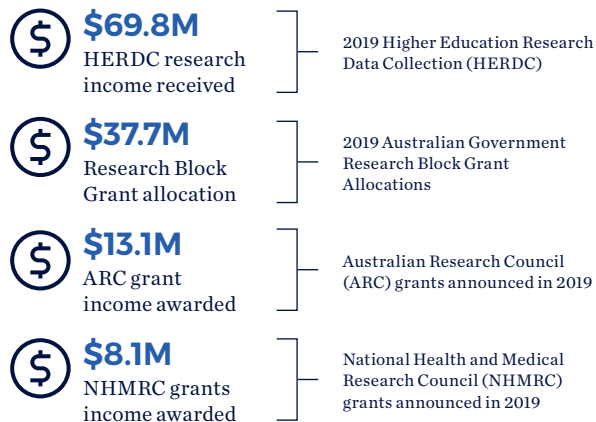 $69.8M
HERDC research
income received
2019 Higher Education Research
Data Collection (HERDC)
$37.7M
Research Block
Grant allocation
2019 Australian Government
Research Block Grant
Allocations
$13.1M
ARC grant
income awarded
Australian Research Council
(ARC) grants announced in 2019
$8.1M
NHMRC grants
income awarded
National Health and Medical
Research Council (NHMRC)
grants announced in 2019